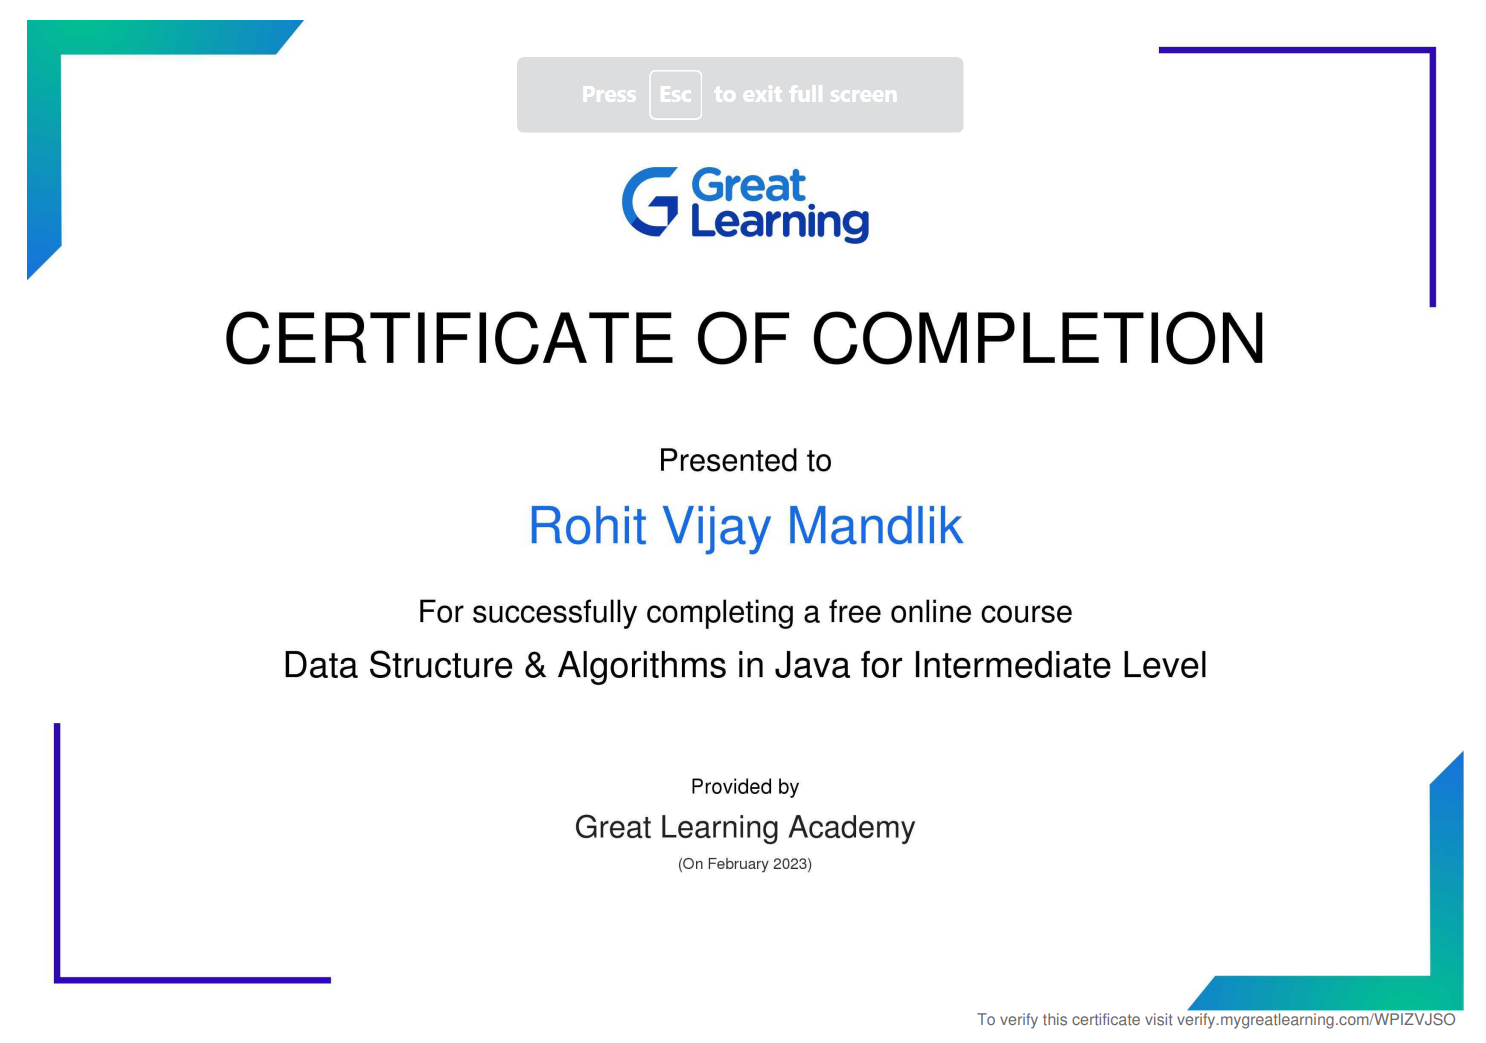 Press Esc to exit full screen
Great
Learning
CERTIFICATE OF COMPLETION
Presented to
Rohit Vijay Mandlik
For successfully completing a free online course
Data Structure & Algorithms in Java for Intermediate Level
Provided by
Great Learning Academy
(On February 2023)
To verify this certificate visit verify.mygreatlearning.com/WPIZVJSO